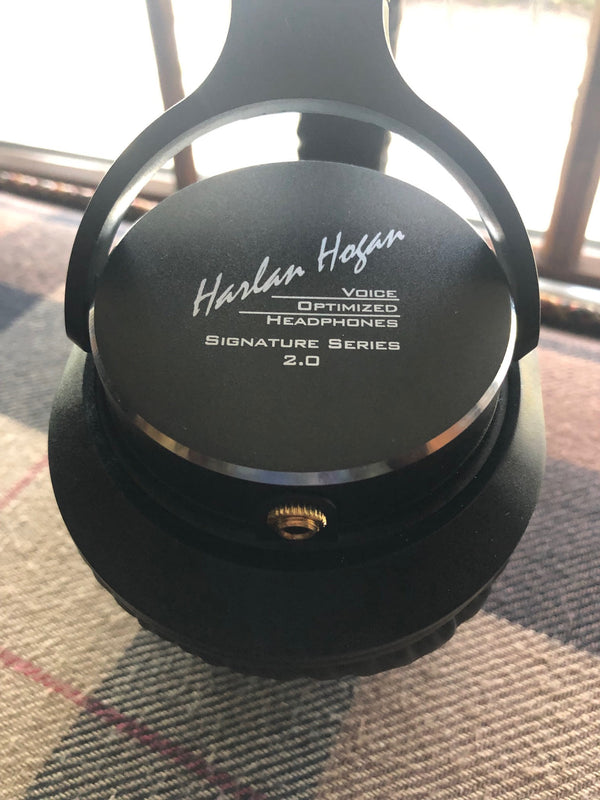 Harlan Hogan
Voice
Optimized
Headphones
Signature Series
2.0